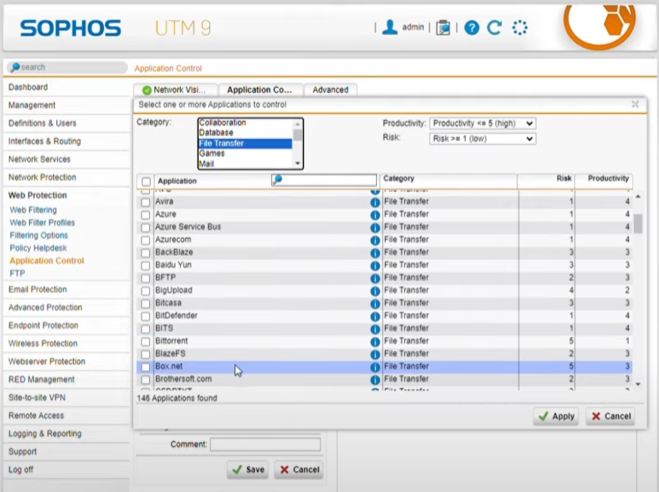 SOPHOS UTM 9
admin
search
Application Control
Dashboard
Management
Definitions & Users
Interfaces & Routing
Network Services
Network Protection
Web Protection
Web Filtering
Web Filter Profiles
Filtering Options
Policy Helpdesk
Application Control
FTP
Email Protection
Advanced Protection
Endpoint Protection
Wireless Protection
Webserver Protection
RED Management
Site-to-site VPN
Remote Access
Logging & Reporting
Support
Log off
Network Visi... Application Co... Advanced
Select one or more Applications to control
Category:
Collaboration
Database
File Transfer
Games
Mail
Productivity: Productivity <= 5 (high)
Risk: Risk >= 1 (low)
Application Category Risk Productivity
Avira File Transfer 1 4
Azure File Transfer 1 4
Azure Service Bus File Transfer 1 4
Azurecom File Transfer 1 4
BackBlaze File Transfer 3 3
Baidu Yun File Transfer 3 3
BFTP File Transfer 2 3
BigUpload File Transfer 4 2
Bitcasa File Transfer 3 3
BitDefender File Transfer 1 4
BITS File Transfer 1 4
Bittorrent File Transfer 5 1
BlazeFS File Transfer 2 3
Box.net File Transfer 5 3
Brothersoft.com File Transfer 2 3
146 Applications found
Apply Cancel
Comment:
Save Cancel